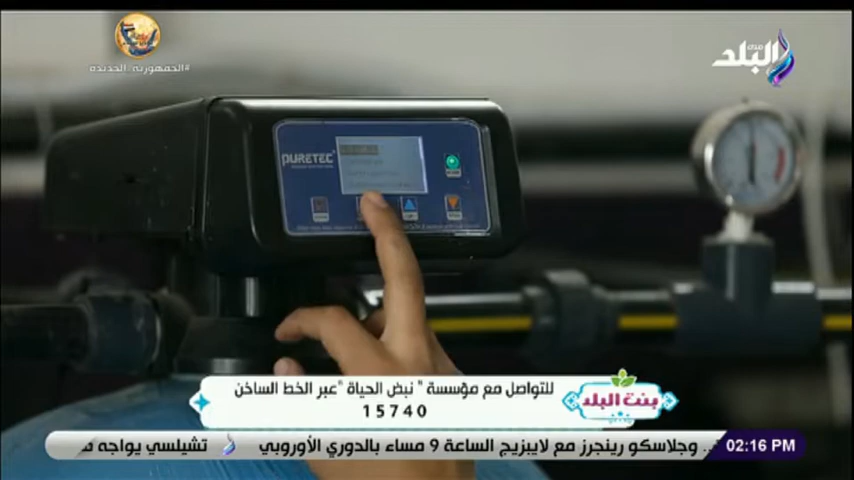 #الجمهورية_الجديدة
صدى البلد
PURETEC
للتواصل مع مؤسسة " نبض الحياة "عبر الخط الساخن
15740
بنت البلد
وجلاسكو رينجرز مع لايبزيج الساعة 9 مساء بالدوري الأوروبي
تشيلسي يواجه
02:16 PM